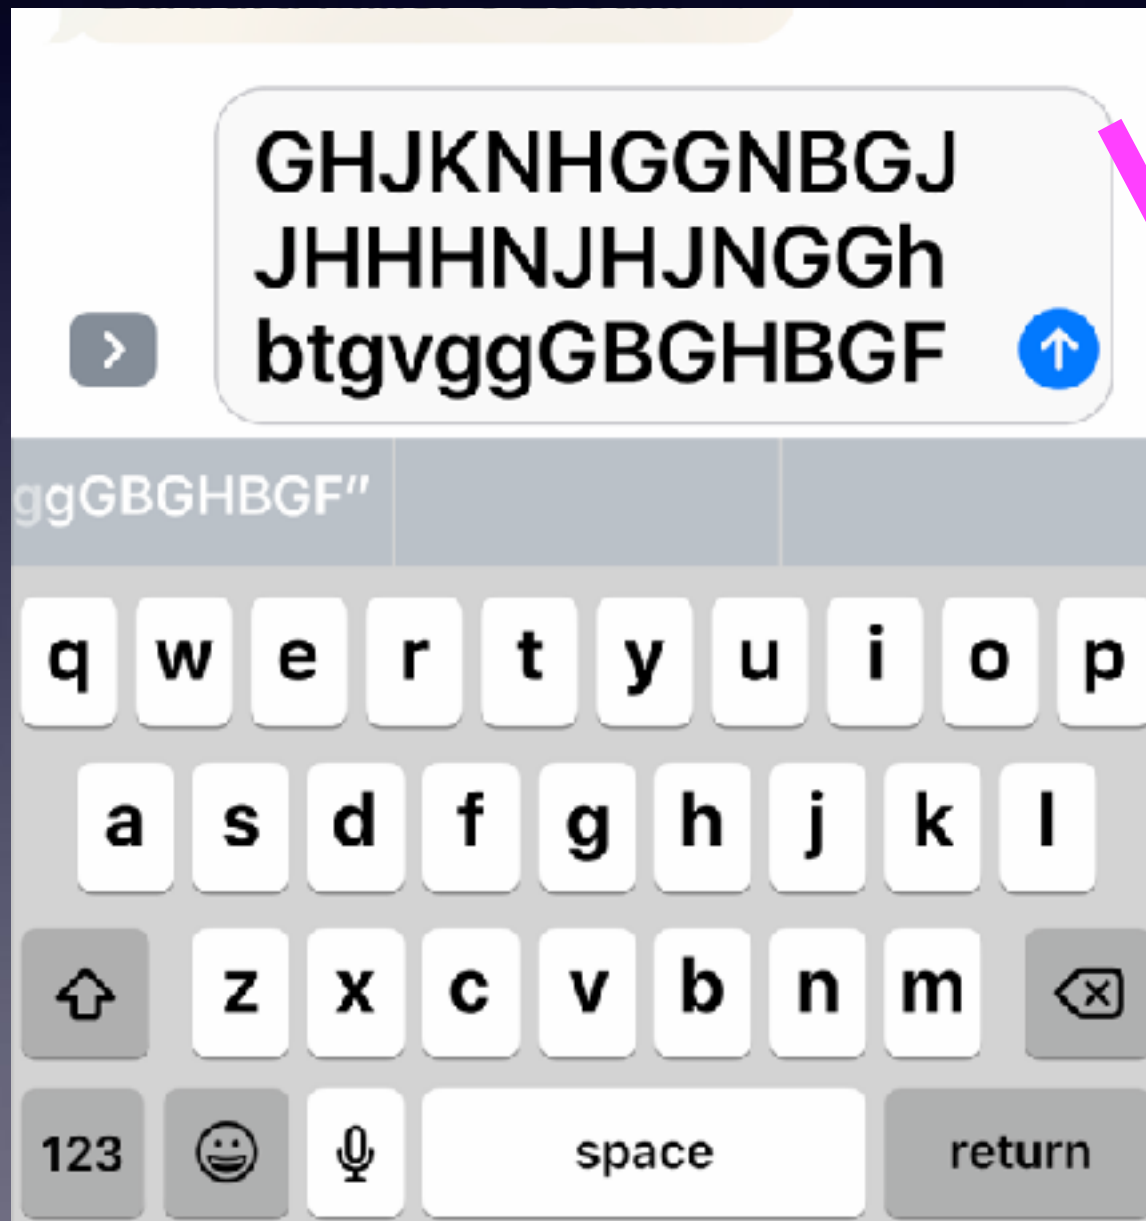 GHJKNHGGNBGJ
JHHHNJHJNGGh
btgvggGBGHBGF
ggGBGHBGF"
q w e r t y u i o p
a s d f g h j k l
z x c v b n m
123 space return